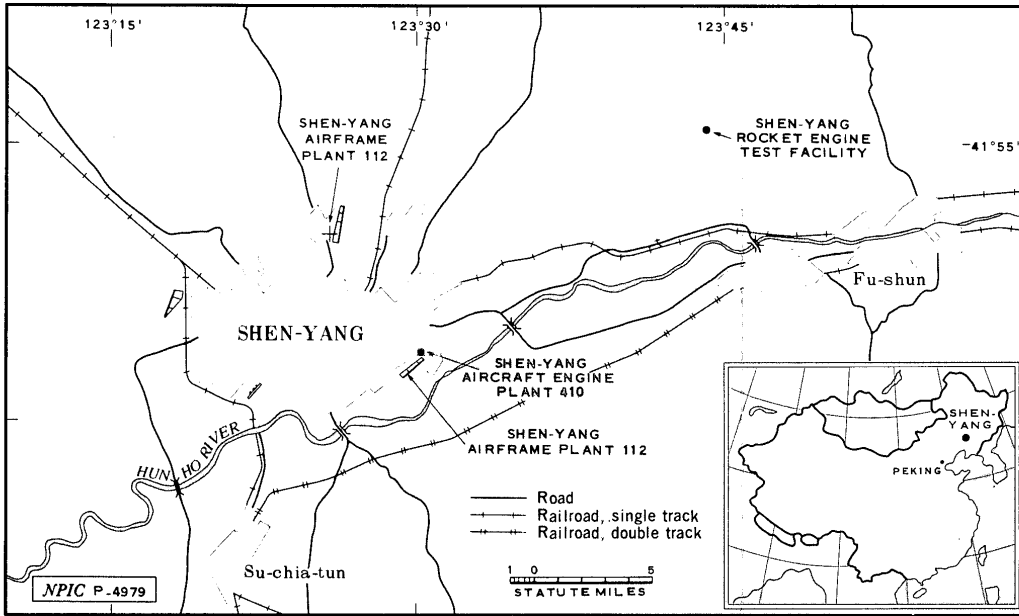 123°15'
123°30'
123°45'
SHEN-YANG
AIRFRAME
PLANT 112
SHEN-YANG
ROCKET ENGINE
TEST FACILITY
41°55'
Fu-shun
SHEN-YANG
SHEN-YANG
AIRCRAFT ENGINE
PLANT 410
SHEN-YANG
AIRFRAME PLANT 112
HUN HO RIVER
Su-chia-tun
Road
Railroad, single track
Railroad, double track
1 0 5
STATUTE MILES
NPIC P-4979
SHEN-
YANG
PEKING